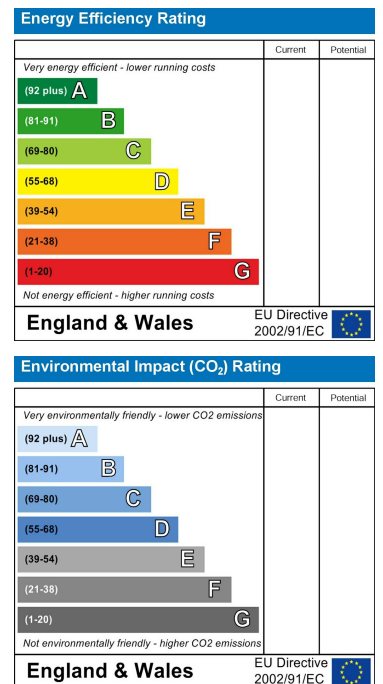 Energy Efficiency Rating
Current Potential
Very energy efficient - lower running costs
(92 plus) A
(81-91) B
(69-80) C
(55-68) D
(39-54) E
(21-38) F
(1-20) G
Not energy efficient - higher running costs
England & Wales EU Directive 2002/91/EC
Environmental Impact (CO₂) Rating
Current Potential
Very environmentally friendly - lower CO2 emissions
(92 plus) A
(81-91) B
(69-80) C
(55-68) D
(39-54) E
(21-38) F
(1-20) G
Not environmentally friendly - higher CO2 emissions
England & Wales EU Directive 2002/91/EC